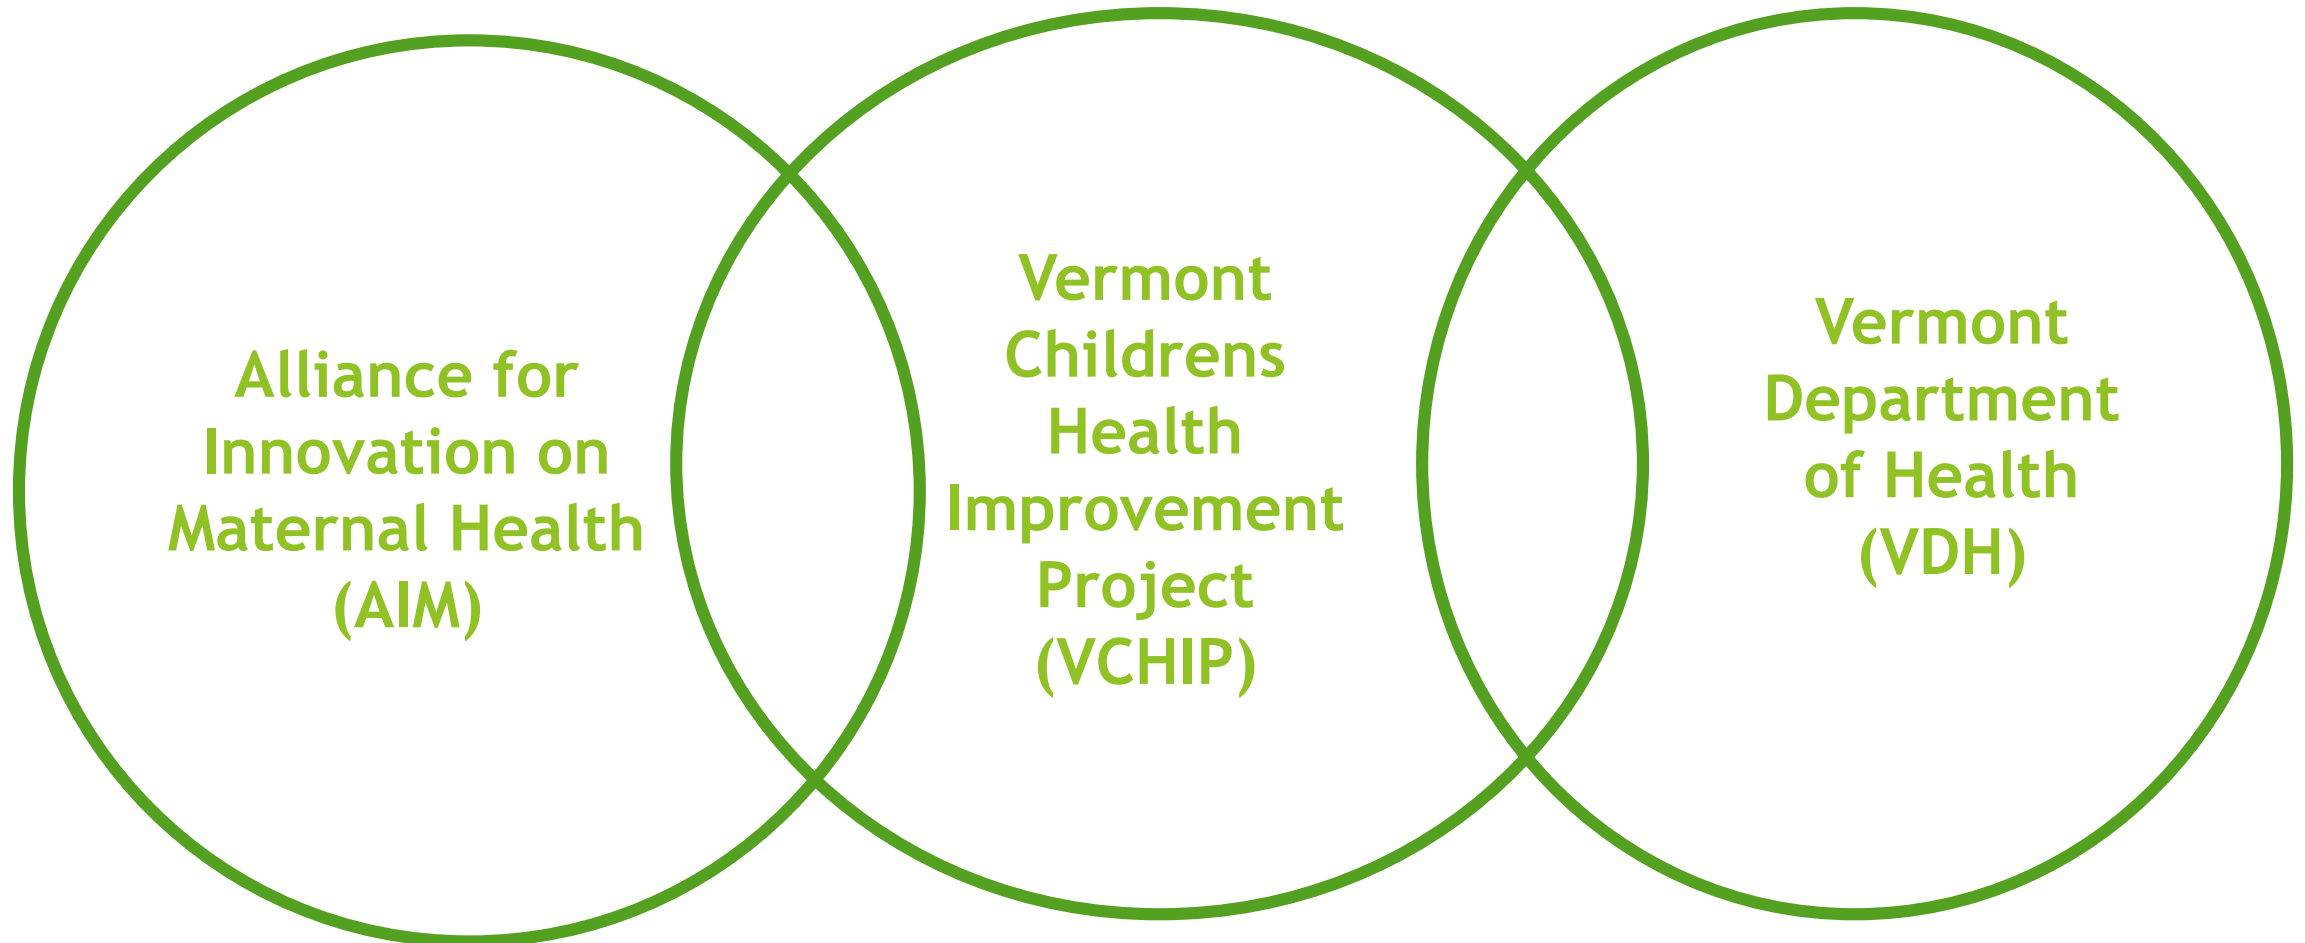 Alliance for
Innovation on
Maternal Health
(AIM)
Vermont
Childrens
Health
Improvement
Project
(VCHIP)
Vermont
Department
of Health
(VDH)